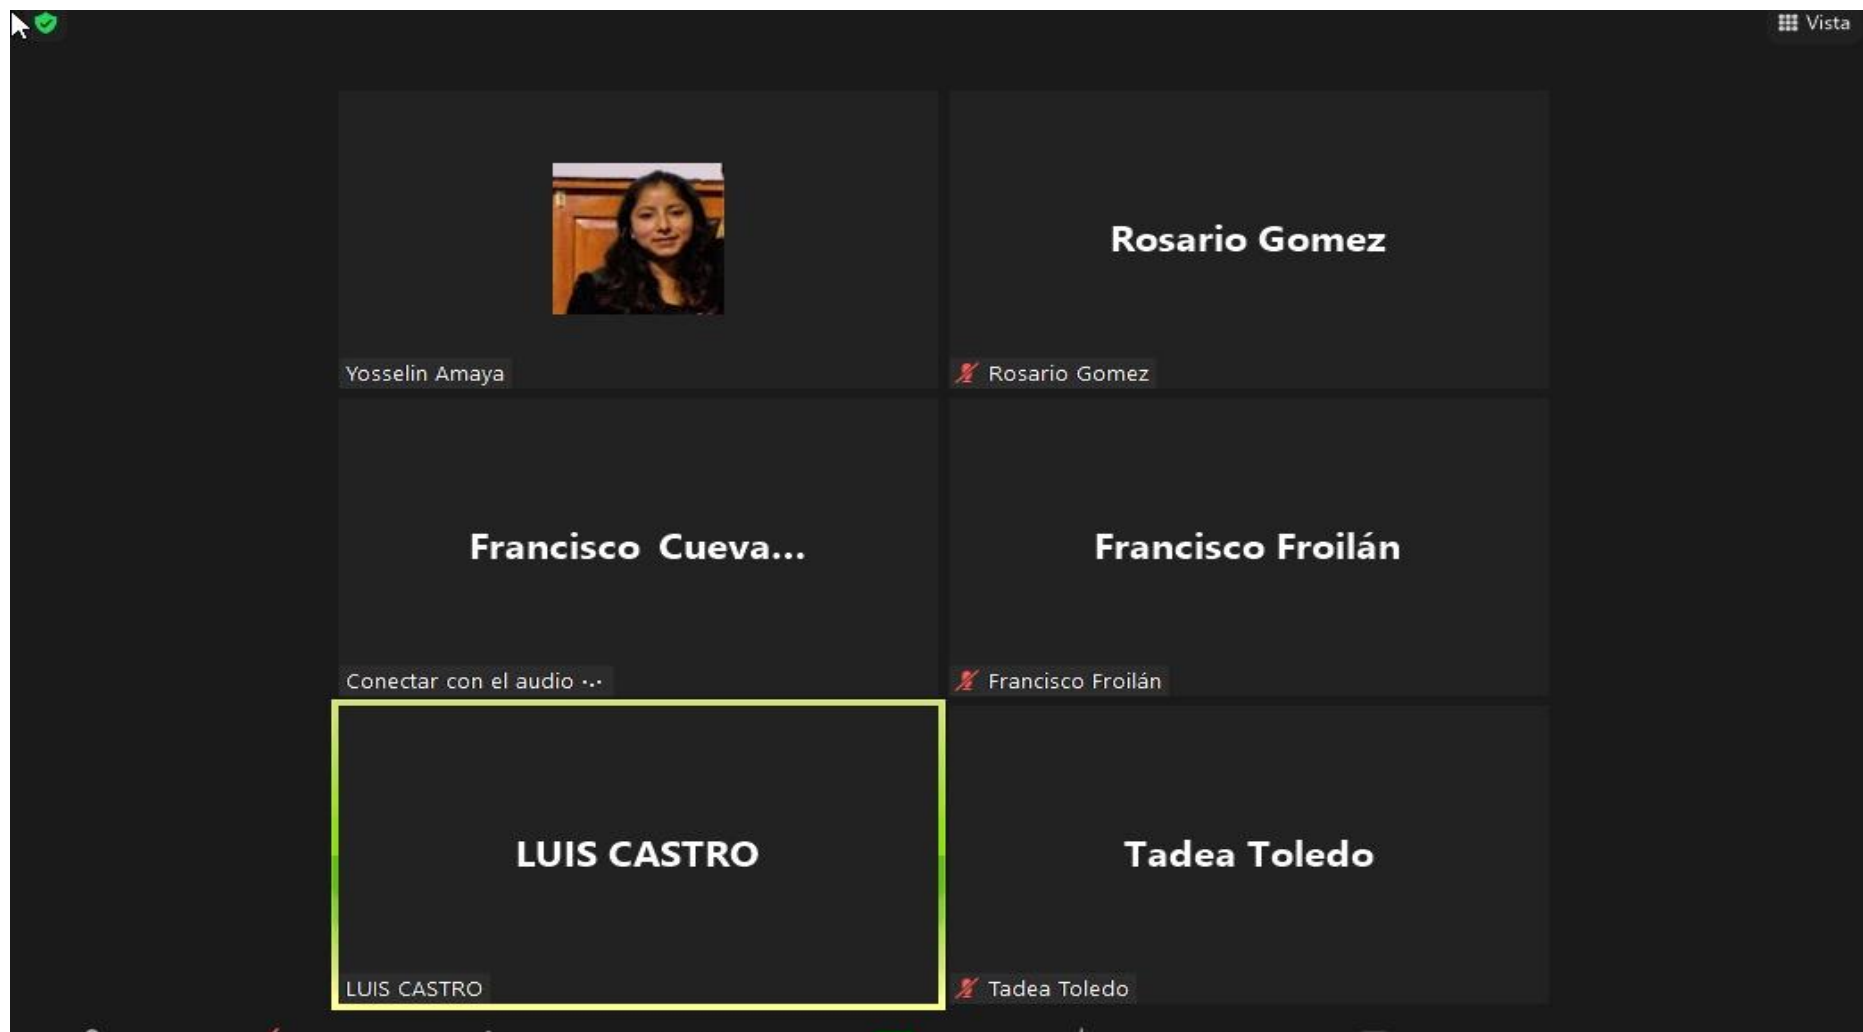 Vista
Rosario Gomez
Yosselin Amaya
Rosario Gomez
Francisco Cueva...
Francisco Froilán
Conectar con el audio ...
Francisco Froilán
LUIS CASTRO
Tadea Toledo
LUIS CASTRO
Tadea Toledo